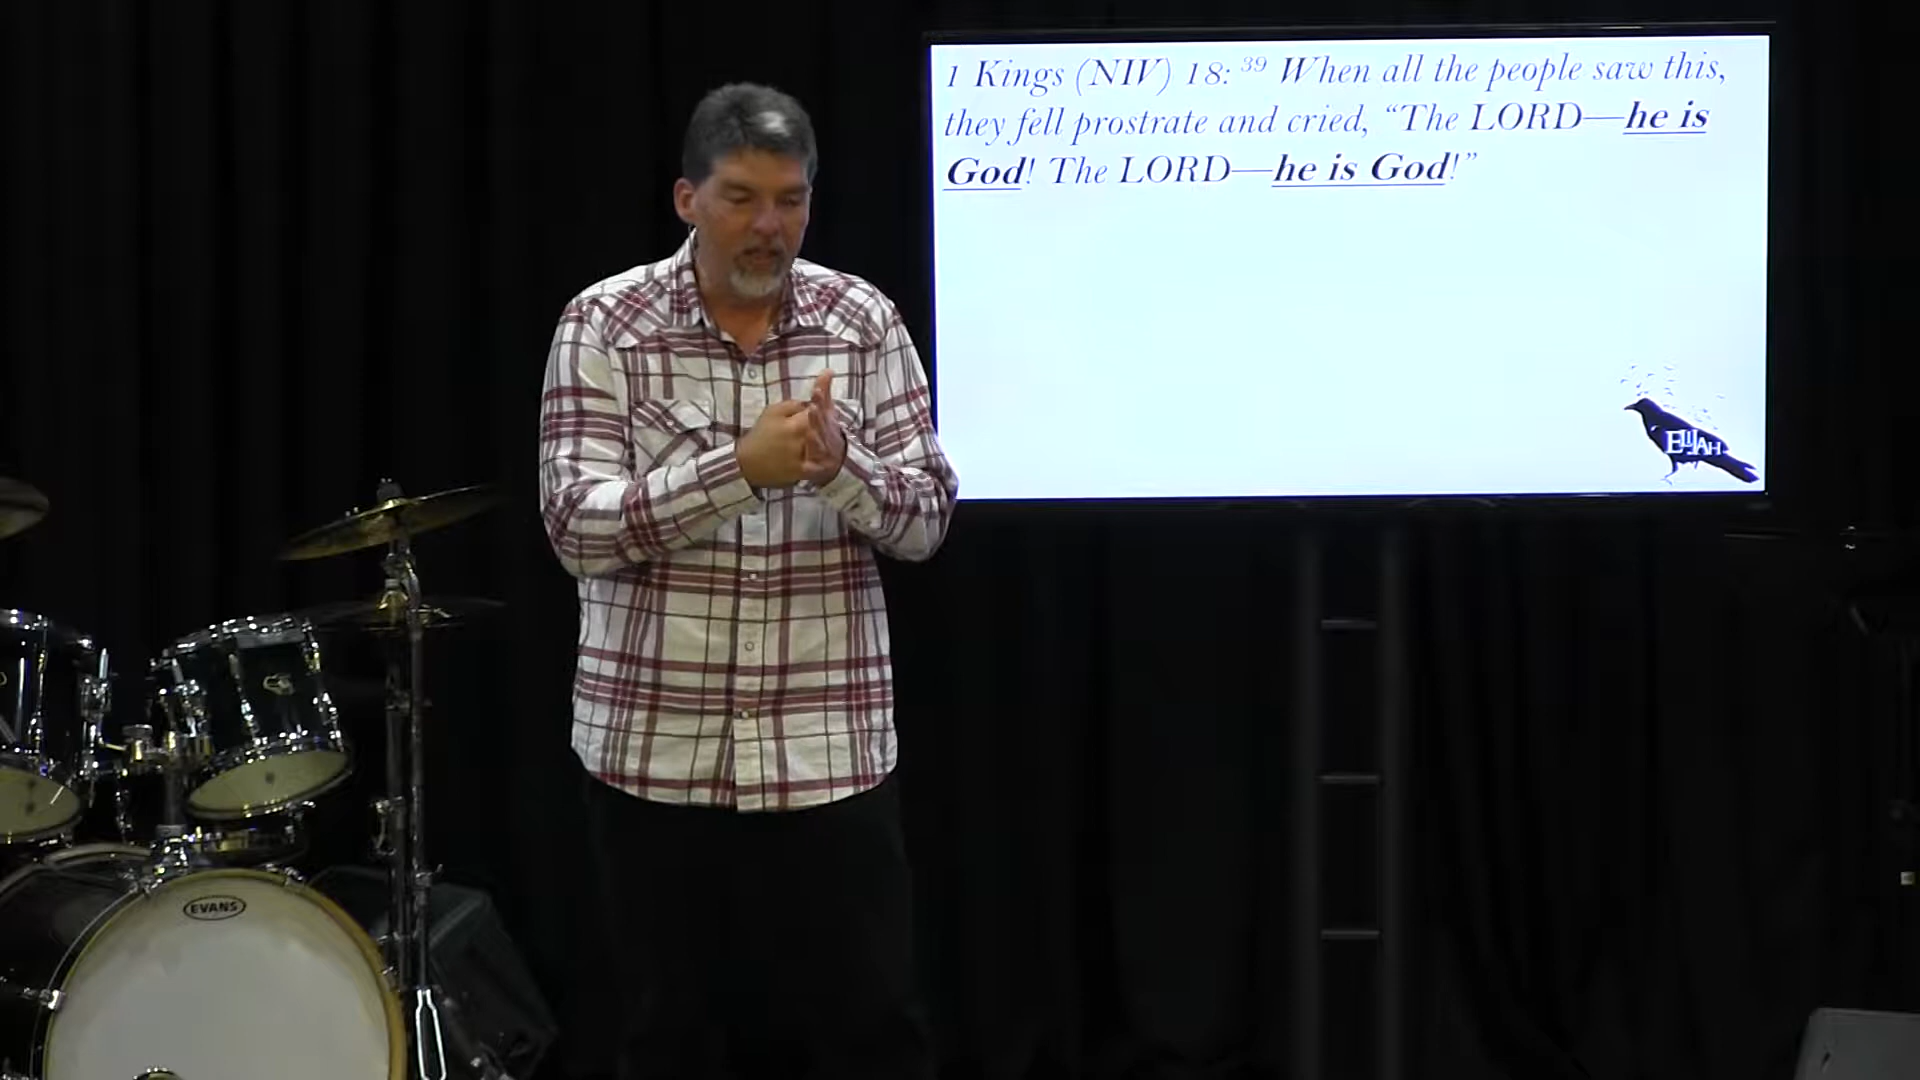 1 Kings (NIV) 18: 39 When all the people saw this,
they fell prostrate and cried, “The LORD—he is
God! The LORD—he is God!”
ELIJAH
EVANS